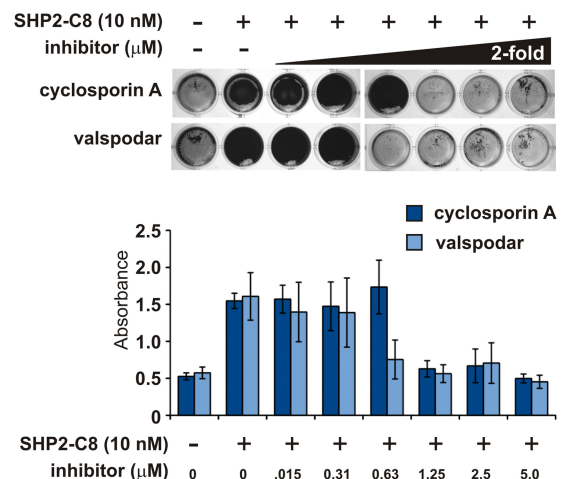 SHP2-C8 (10 nM) - + + + + + + +
inhibitor (μM) - - 2-fold
cyclosporin A
valspodar
cyclosporin A
valspodar
Absorbance
2.5
2.0
1.5
1.0
0.5
0
SHP2-C8 (10 nM) - + + + + + + +
inhibitor (μM) 0 0 .015 0.31 0.63 1.25 2.5 5.0